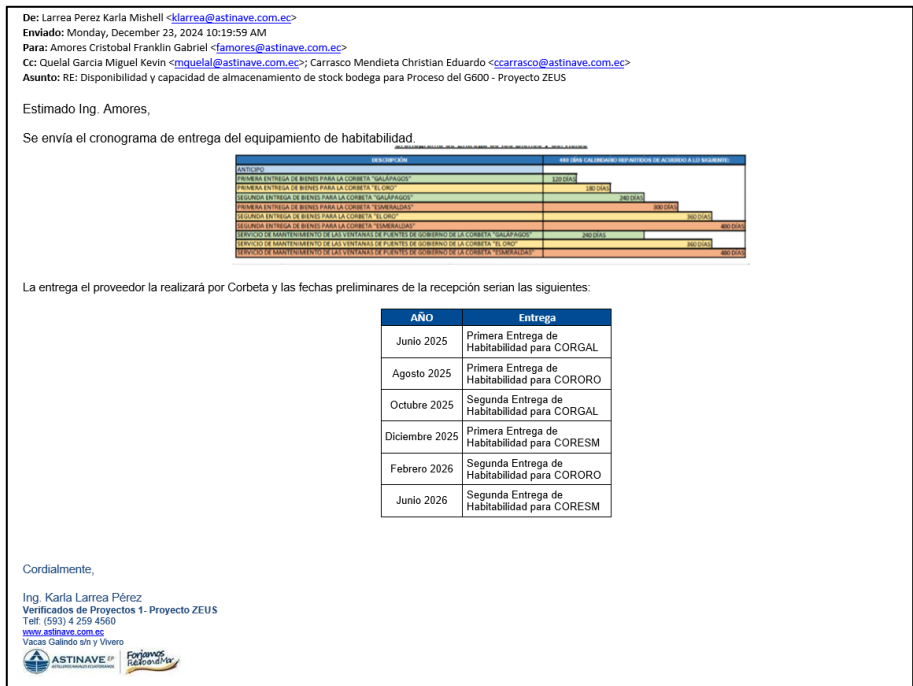 De: Larrea Perez Karla Mishell <klarrea@astinave.com.ec>
Enviado: Monday, December 23, 2024 10:19:59 AM
Para: Amores Cristobal Franklin Gabriel <famores@astinave.com.ec>
Cc: Quelal Garcia Miguel Kevin <mquelal@astinave.com.ec>; Carrasco Mendieta Christian Eduardo <ccarrasco@astinave.com.ec>
Asunto: RE: Disponibilidad y capacidad de almacenamiento de stock bodega para Proceso del G600 - Proyecto ZEUS
Estimado Ing. Amores,
Se envía el cronograma de entrega del equipamiento de habitabilidad.
DESCRIPCIÓN 480 DÍAS CALENDARIO REPARTIDOS DE ACUERDO A LO SIGUIENTE:
ANTICIPO
PRIMERA ENTREGA DE BIENES PARA LA CORBETA "GALÁPAGOS" 120 DÍAS
PRIMERA ENTREGA DE BIENES PARA LA CORBETA "EL ORO" 180 DÍAS
SEGUNDA ENTREGA DE BIENES PARA LA CORBETA "GALÁPAGOS" 240 DÍAS
PRIMERA ENTREGA DE BIENES PARA LA CORBETA "ESMERALDAS" 300 DÍAS
SEGUNDA ENTREGA DE BIENES PARA LA CORBETA "EL ORO" 360 DÍAS
SEGUNDA ENTREGA DE BIENES PARA LA CORBETA "ESMERALDAS" 480 DÍAS
SERVICIO DE MANTENIMIENTO DE LAS VENTANAS DE PUENTES DE GOBIERNO DE LA CORBETA "GALÁPAGOS" 240 DÍAS
SERVICIO DE MANTENIMIENTO DE LAS VENTANAS DE PUENTES DE GOBIERNO DE LA CORBETA "EL ORO" 360 DÍAS
SERVICIO DE MANTENIMIENTO DE LAS VENTANAS DE PUENTES DE GOBIERNO DE LA CORBETA "ESMERALDAS" 480 DÍAS
La entrega el proveedor la realizará por Corbeta y las fechas preliminares de la recepción serian las siguientes:
AÑO Entrega
Junio 2025 Primera Entrega de
Habitabilidad para CORGAL
Agosto 2025 Primera Entrega de
Habitabilidad para CORORO
Octubre 2025 Segunda Entrega de
Habitabilidad para CORGAL
Diciembre 2025 Primera Entrega de
Habitabilidad para CORESM
Febrero 2026 Segunda Entrega de
Habitabilidad para CORORO
Junio 2026 Segunda Entrega de
Habitabilidad para CORESM
Cordialmente,
Ing. Karla Larrea Pérez
Verificados de Proyectos 1- Proyecto ZEUS
Telf: (593) 4 259 4560
www.astinave.com.ec
Vacas Galindo s/n y Vivero
ASTINAVE EP
ASTILLEROS NAVALES ECUATORIANOS
Forjamos